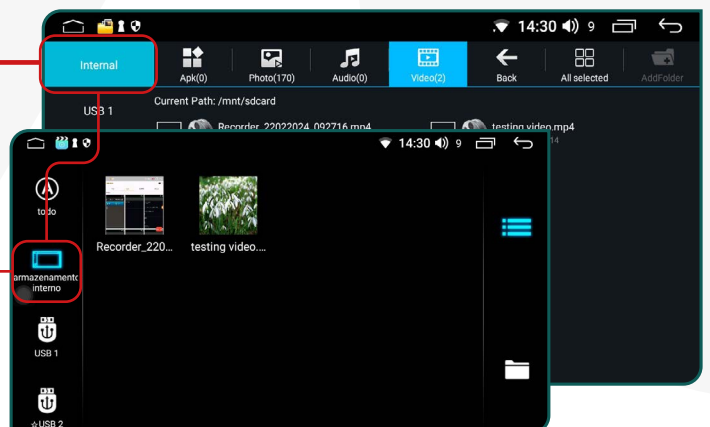 14:30 9
Internal
Apk(0)
Photo(170)
Audio(0)
Video(2)
Back
All selected
AddFolder
USB 1
Current Path: /mnt/sdcard
Recorder_22022024_092716.mp4
testing video.mp4
14
14:30 9
todo
armazenamento
interno
USB 1
☆USB 2
Recorder_220...
testing video....